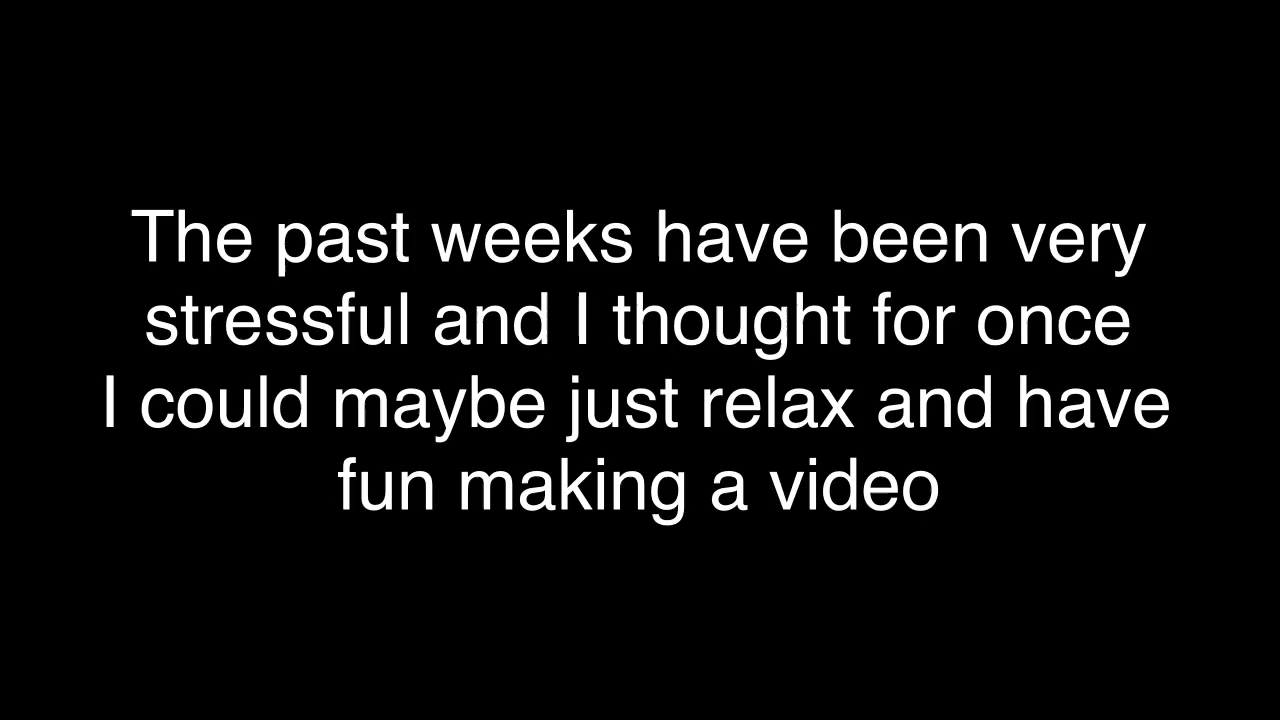 The past weeks have been very
stressful and I thought for once
I could maybe just relax and have
fun making a video